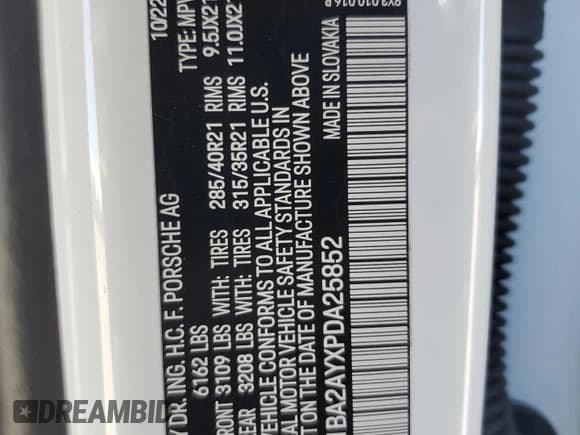 10/22
Y DR. ING. H.C. F. PORSCHE AG
6162 LBS TYPE: MPV
RONT 3109 LBS WITH: TIRES 285/40R21 RIMS 9.5JX21
EAR 3208 LBS WITH: TIRES 315/35R21 RIMS 11.0JX2
VEHICLE CONFORMS TO ALL APPLICABLE U.S.
AL MOTOR VEHICLE SAFETY STANDARDS IN
T ON THE DATE OF MANUFACTURE SHOWN ABOVE
BA2AYXPDA25852
MADE IN SLOVAKIA
DREAMBID